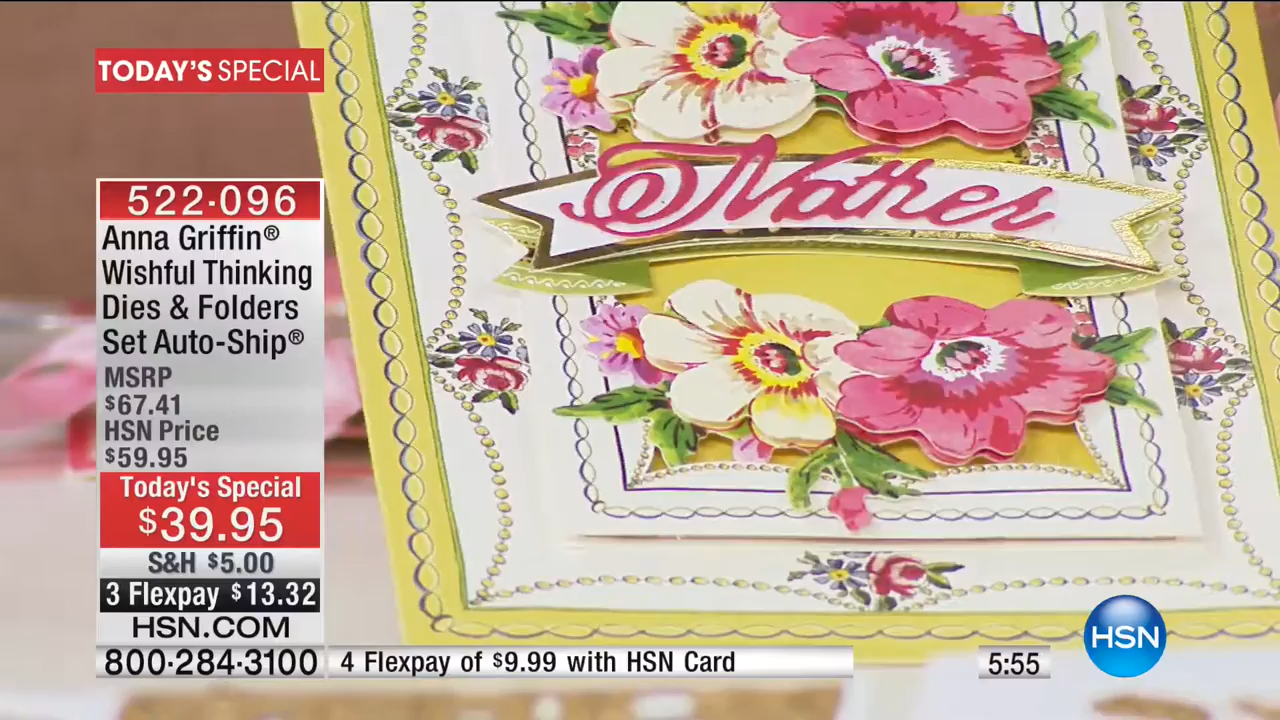 TODAY'S SPECIAL
Mother
522-096
Anna Griffin®
Wishful Thinking
Dies & Folders
Set Auto-Ship®
MSRP
$67.41
HSN Price
$59.95
Today's Special
$39.95
S&H $5.00
3 Flexpay $13.32
HSN.COM
800-284-3100
4 Flexpay of $9.99 with HSN Card
5:55
HSN